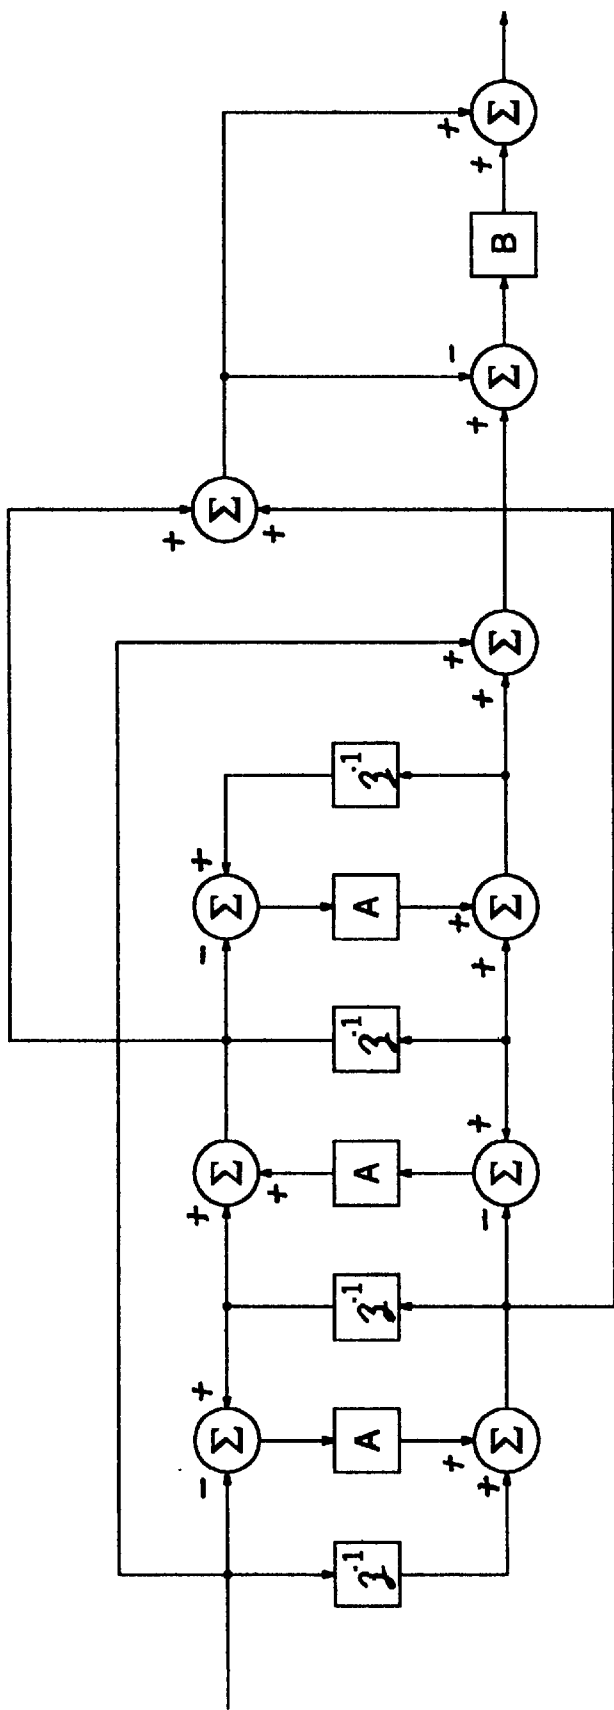 - Σ + + Σ + - Σ + + Σ +
z⁻¹ A z⁻¹ A z⁻¹ A z⁻¹
+ + Σ - Σ + + + Σ + + Σ + Σ - B + + Σ